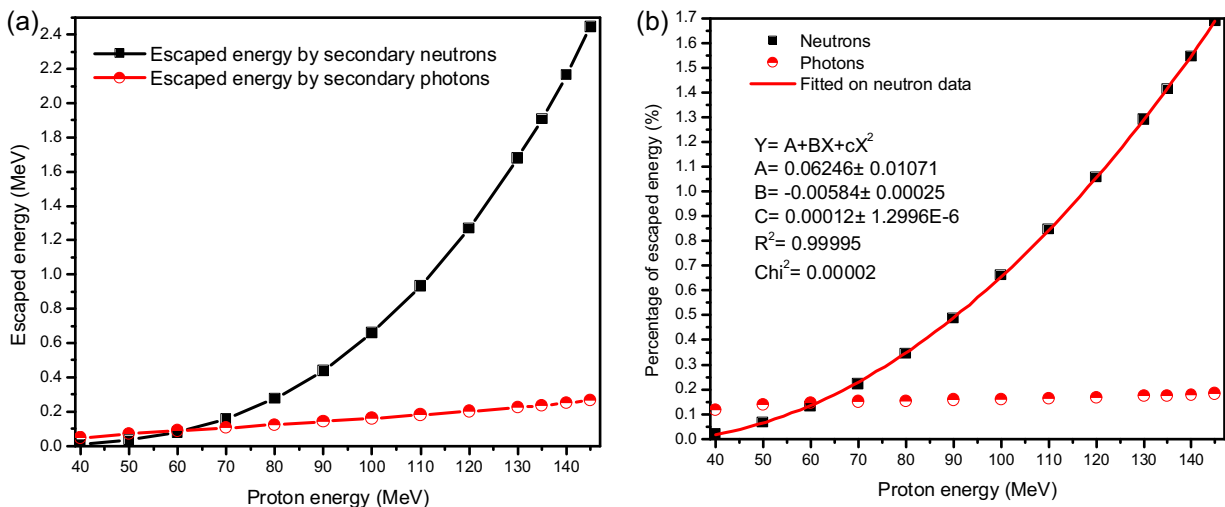 (a)
Escaped energy by secondary neutrons
Escaped energy by secondary photons
Escaped energy (MeV)
2.4
2.2
2.0
1.8
1.6
1.4
1.2
1.0
0.8
0.6
0.4
0.2
0.0
40 50 60 70 80 90 100 110 120 130 140
Proton energy (MeV)
(b)
Neutrons
Photons
Fitted on neutron data
Y= A+BX+cX²
A= 0.06246± 0.01071
B= -0.00584± 0.00025
C= 0.00012± 1.2996E-6
R²= 0.99995
Chi²= 0.00002
Percentage of escaped energy (%)
1.7
1.6
1.5
1.4
1.3
1.2
1.1
1.0
0.9
0.8
0.7
0.6
0.5
0.4
0.3
0.2
0.1
0.0
40 50 60 70 80 90 100 110 120 130 140
Proton energy (MeV)